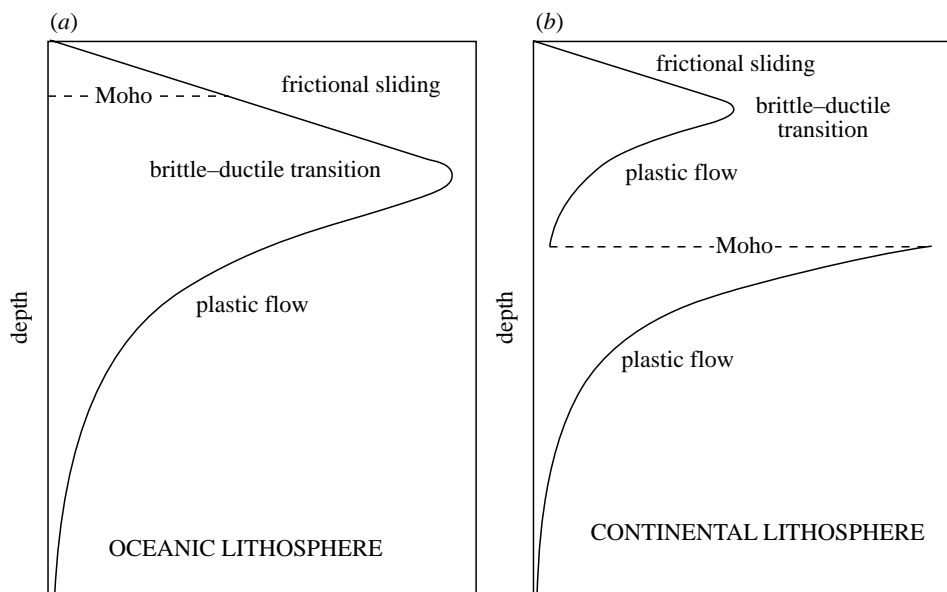 (a)
frictional sliding
Moho
brittle–ductile transition
plastic flow
depth
OCEANIC LITHOSPHERE
(b)
frictional sliding
brittle–ductile
transition
plastic flow
Moho
depth
plastic flow
CONTINENTAL LITHOSPHERE